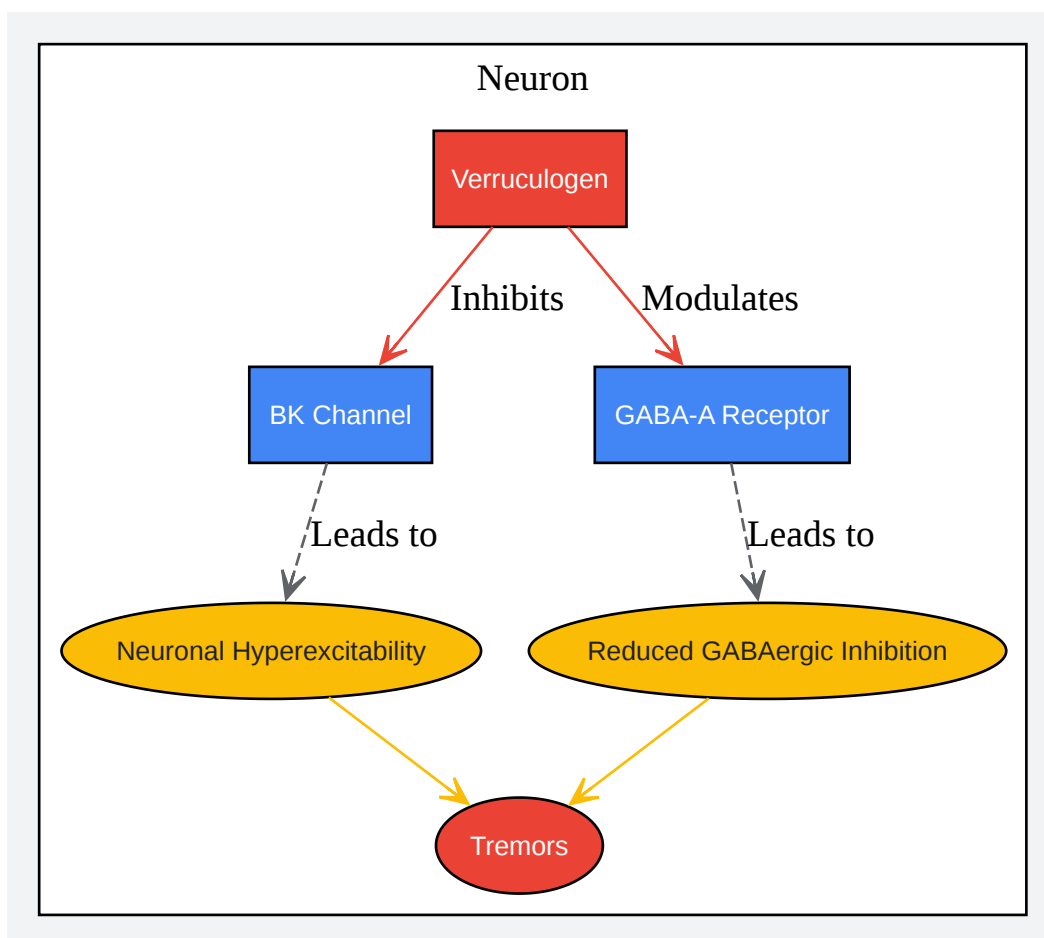 Neuron
Verruculogen
Inhibits
Modulates
BK Channel
GABA-A Receptor
Leads to
Leads to
Neuronal Hyperexcitability
Reduced GABAergic Inhibition
Tremors